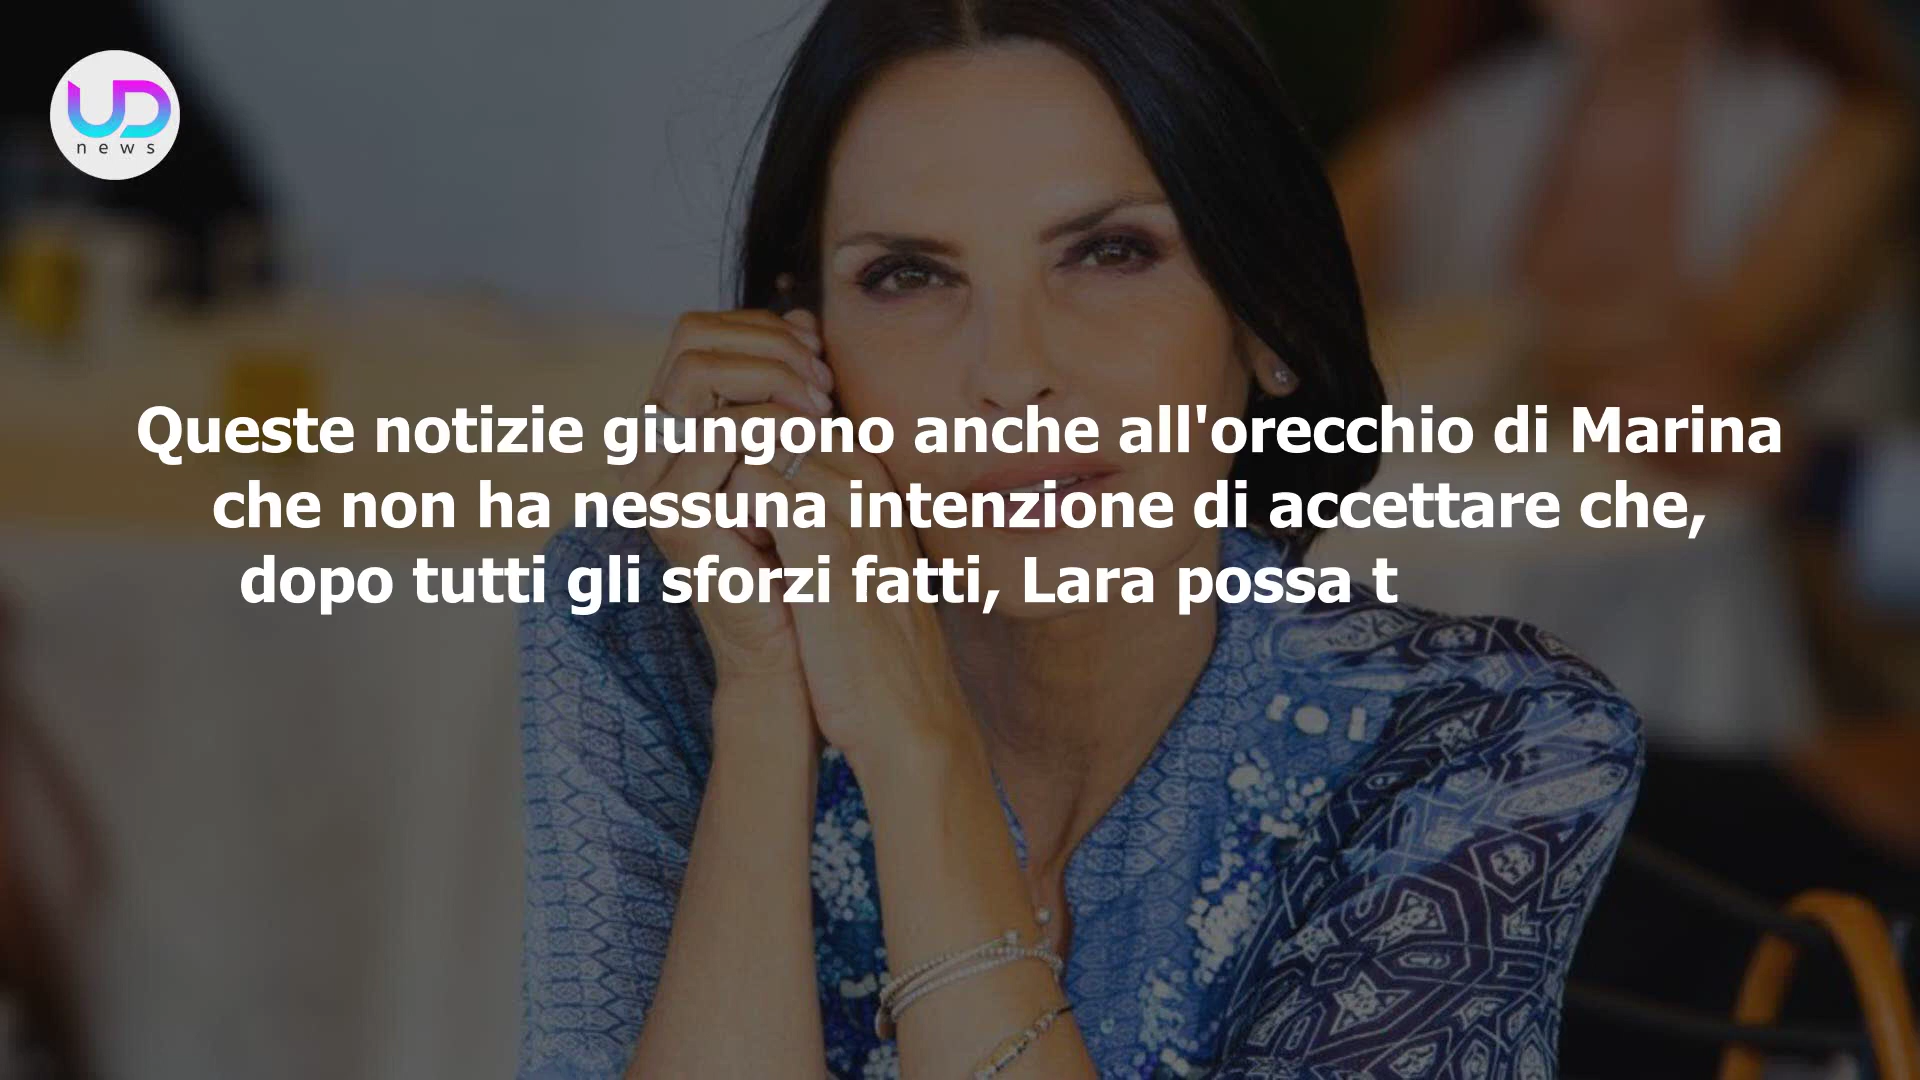 UD
news
Queste notizie giungono anche all'orecchio di Marina
che non ha nessuna intenzione di accettare che,
dopo tutti gli sforzi fatti, Lara possa t